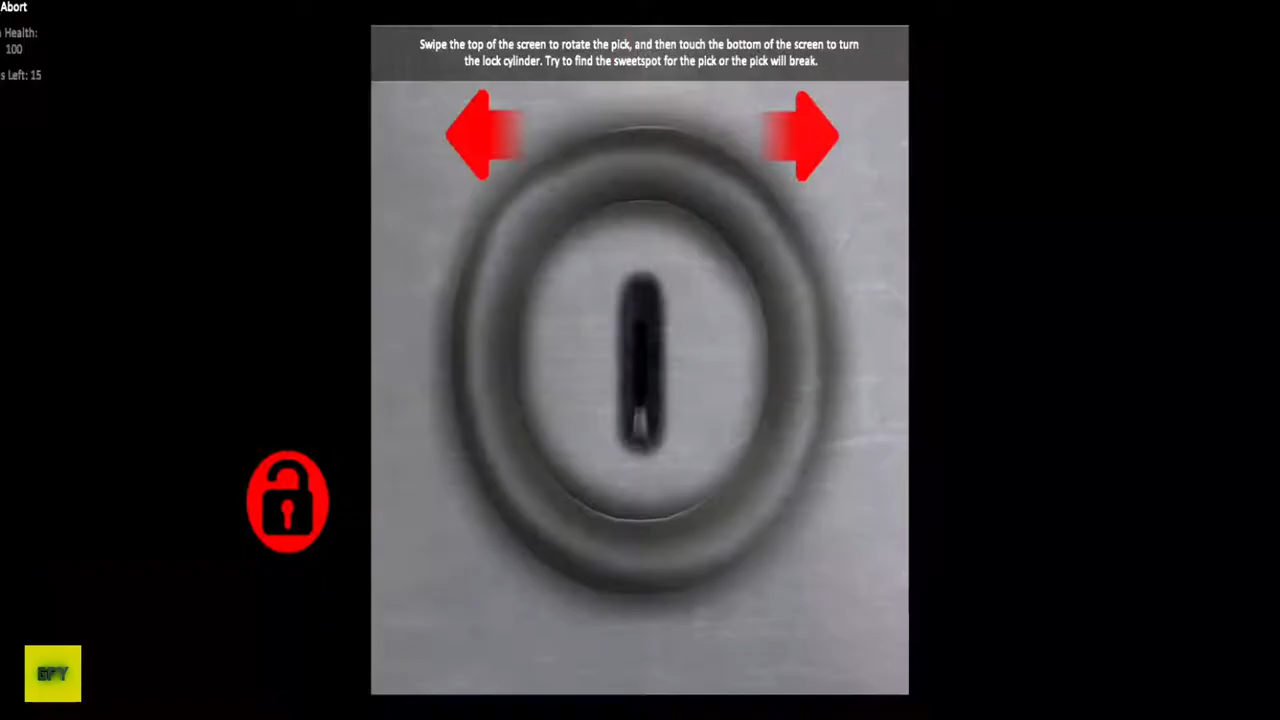 Abort
Health:
100
Left: 15
Swipe the top of the screen to rotate the pick, and then touch the bottom of the screen to turn
the lock cylinder. Try to find the sweetspot for the pick or the pick will break.